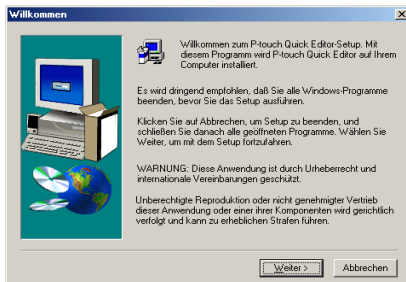 Willkommen
Willkommen zum P-touch Quick Editor-Setup. Mit
diesem Programm wird P-touch Quick Editor auf Ihrem
Computer installiert.
Es wird dringend empfohlen, daß Sie alle Windows-Programme
beenden, bevor Sie das Setup ausführen.
Klicken Sie auf Abbrechen, um Setup zu beenden, und
schließen Sie danach alle geöffneten Programme. Wählen Sie
Weiter, um mit dem Setup fortzufahren.
WARNUNG: Diese Anwendung ist durch Urheberrecht und
internationale Vereinbarungen geschützt.
Unberechtigte Reproduktion oder nicht genehmigter Vertrieb
dieser Anwendung oder einer ihrer Komponenten wird gerichtlich
verfolgt und kann zu erheblichen Strafen führen.
Weiter > Abbrechen